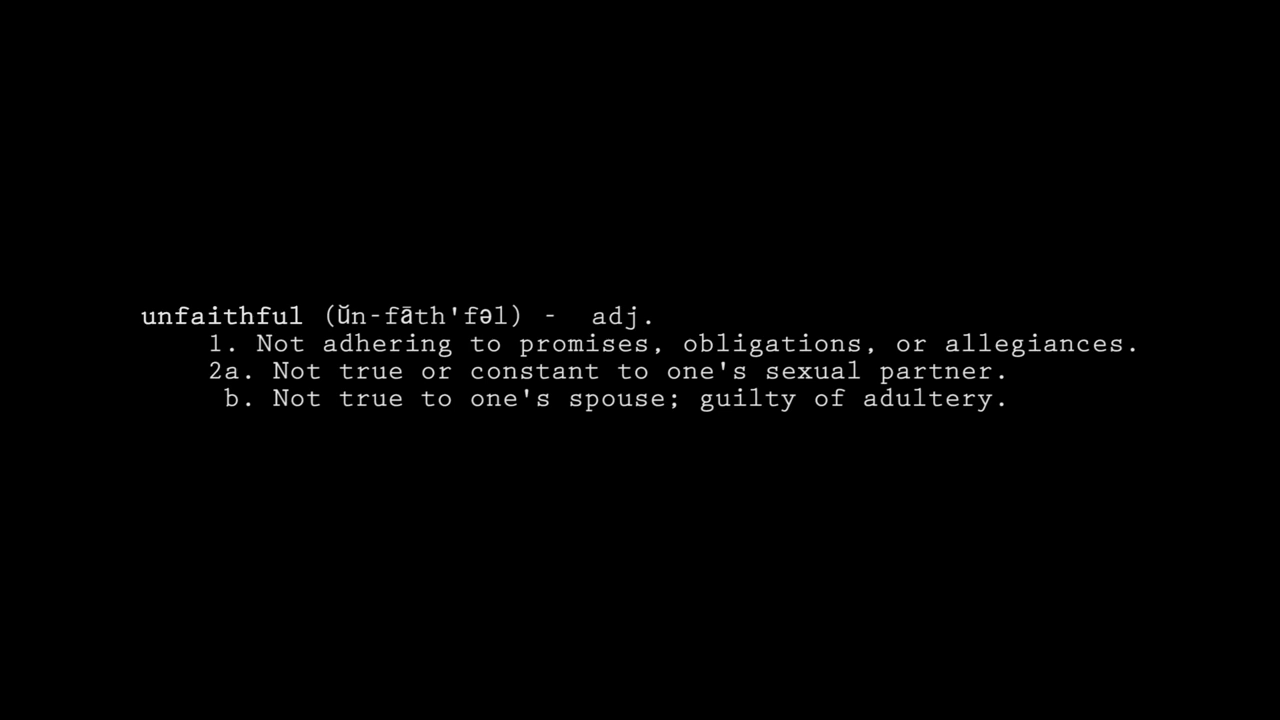 unfaithful (ŭn-fāth'fəl) -  adj.
1. Not adhering to promises, obligations, or allegiances.
2a. Not true or constant to one's sexual partner.
b. Not true to one's spouse; guilty of adultery.